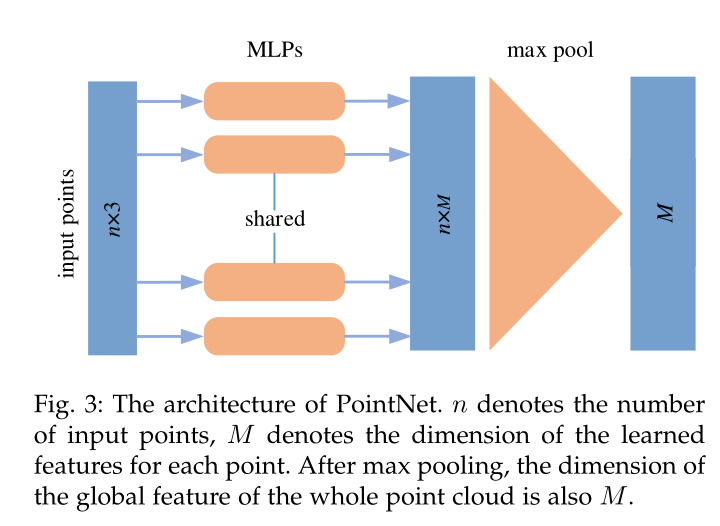 MLPs
max pool
input points
n×3
shared
n×M
M
Fig. 3: The architecture of PointNet. n denotes the number
of input points, M denotes the dimension of the learned
features for each point. After max pooling, the dimension of
the global feature of the whole point cloud is also M.